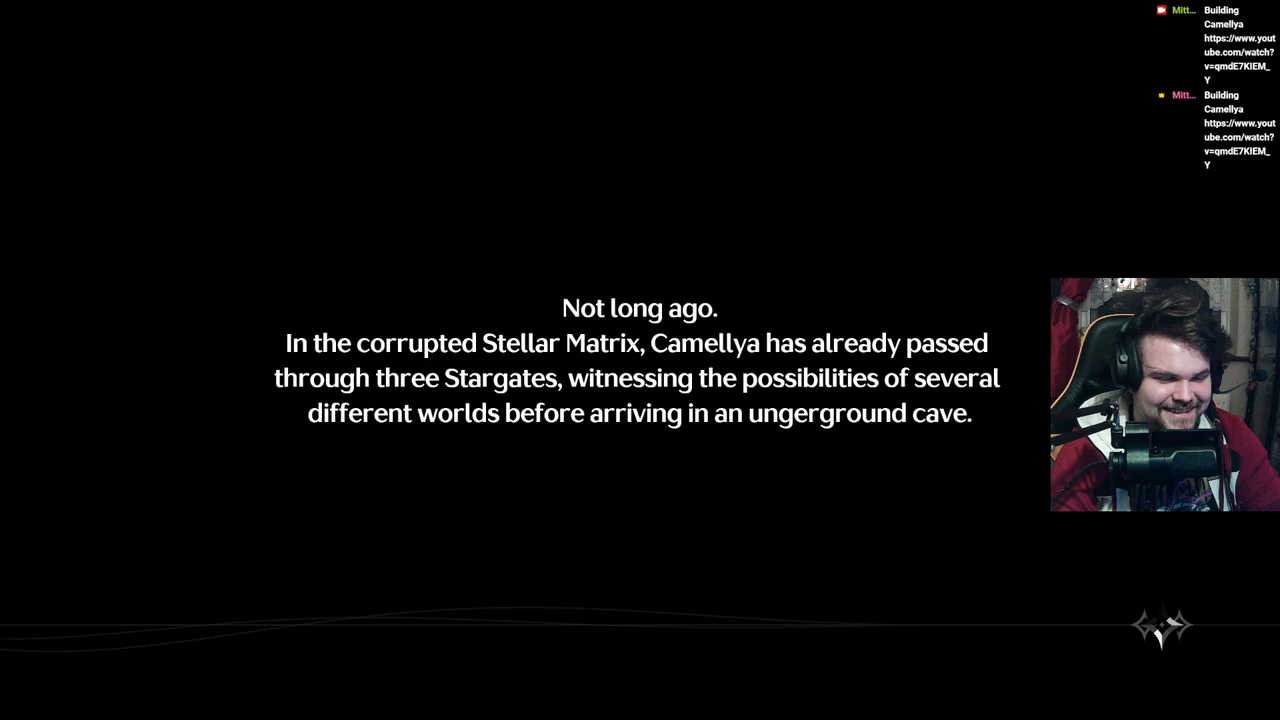 Mitt... Building
Camellya
https://www.yout
ube.com/watch?
v=qmdE7KIEM_
Y
Mitt... Building
Camellya
https://www.yout
ube.com/watch?
v=qmdE7KIEM_
Y
Not long ago.
In the corrupted Stellar Matrix, Camellya has already passed
through three Stargates, witnessing the possibilities of several
different worlds before arriving in an ungerground cave.